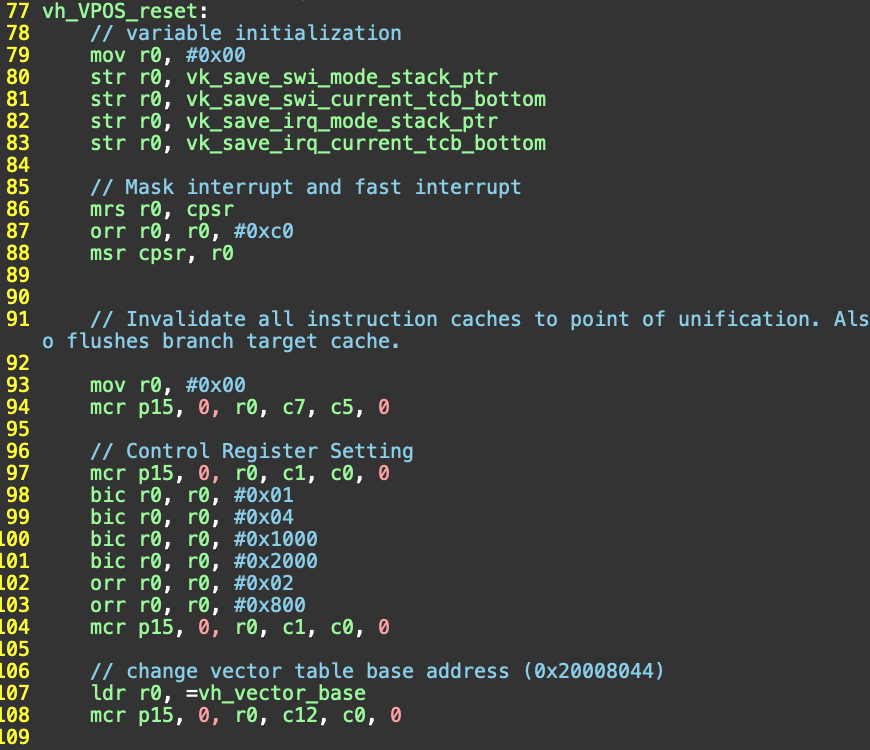 77 vh_VPOS_reset:
78     // variable initialization
79     mov r0, #0x00
80     str r0, vk_save_swi_mode_stack_ptr
81     str r0, vk_save_swi_current_tcb_bottom
82     str r0, vk_save_irq_mode_stack_ptr
83     str r0, vk_save_irq_current_tcb_bottom
84
85     // Mask interrupt and fast interrupt
86     mrs r0, cpsr
87     orr r0, r0, #0xc0
88     msr cpsr, r0
89
90
91     // Invalidate all instruction caches to point of unification. Als
o flushes branch target cache.
92
93     mov r0, #0x00
94     mcr p15, 0, r0, c7, c5, 0
95
96     // Control Register Setting
97     mcr p15, 0, r0, c1, c0, 0
98     bic r0, r0, #0x01
99     bic r0, r0, #0x04
100     bic r0, r0, #0x1000
101     bic r0, r0, #0x2000
102     orr r0, r0, #0x02
103     orr r0, r0, #0x800
104     mcr p15, 0, r0, c1, c0, 0
105
106     // change vector table base address (0x20008044)
107     ldr r0, =vh_vector_base
108     mcr p15, 0, r0, c12, c0, 0
109